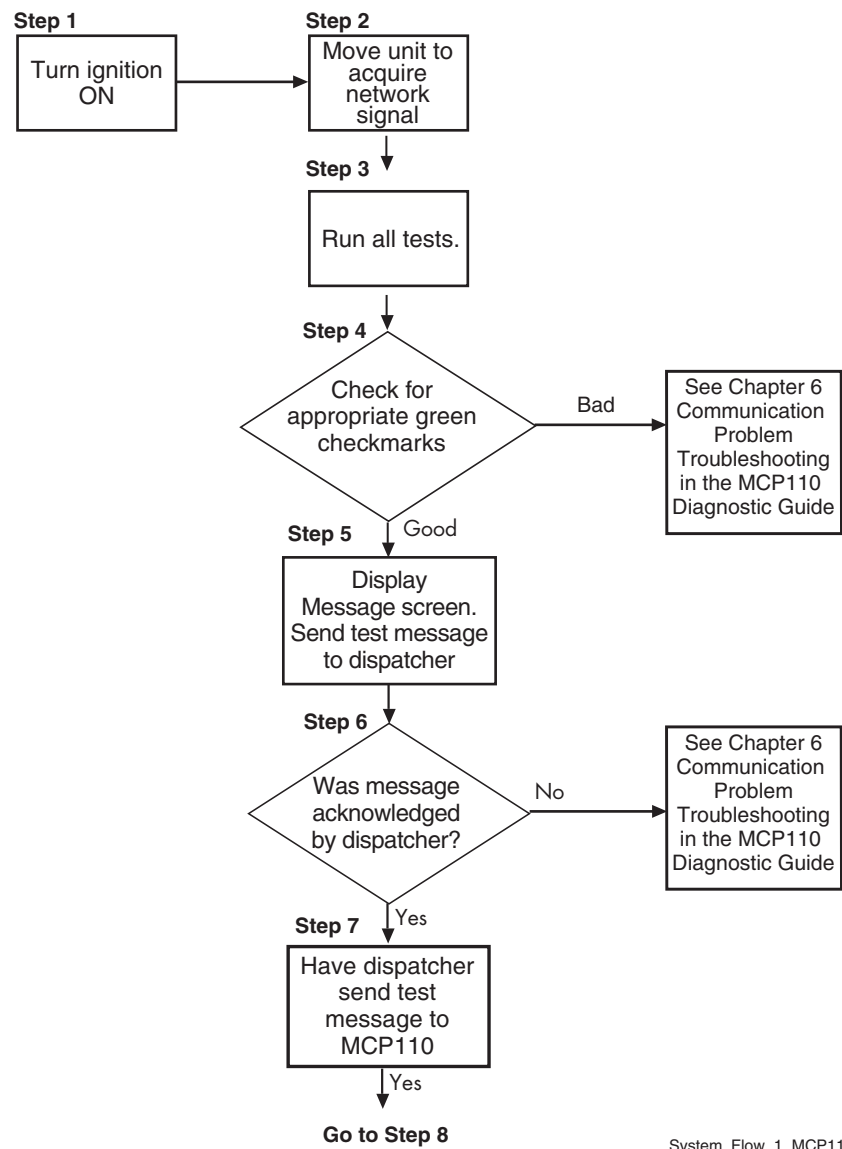 Step 1
Turn ignition
ON
Step 2
Move unit to
acquire
network
signal
Step 3
Run all tests.
Step 4
Check for
appropriate green
checkmarks
Bad
See Chapter 6
Communication
Problem
Troubleshooting
in the MCP110
Diagnostic Guide
Good
Step 5
Display
Message screen.
Send test message
to dispatcher
Step 6
Was message
acknowledged
by dispatcher?
No
See Chapter 6
Communication
Problem
Troubleshooting
in the MCP110
Diagnostic Guide
Yes
Step 7
Have dispatcher
send test
message to
MCP110
Yes
Go to Step 8
System_Flow_1_MCP11